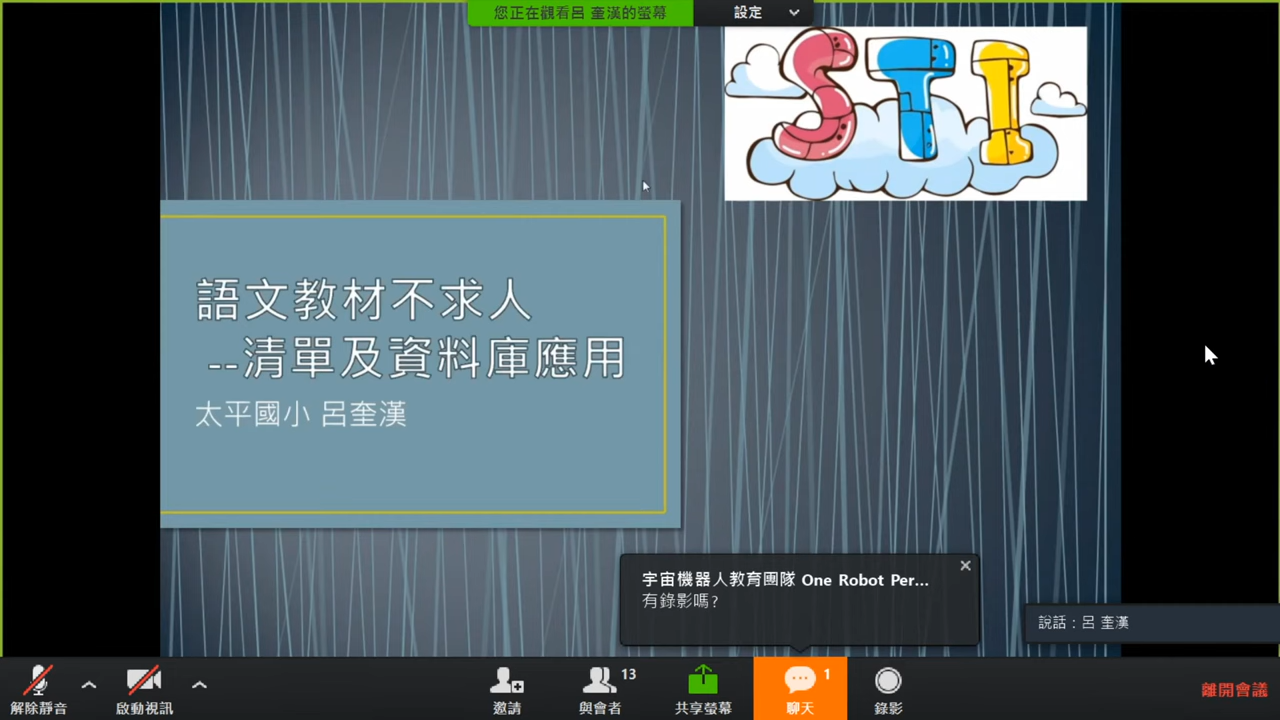 您正在觀看呂 奎漢的螢幕
設定
STI
語文教材不求人
--清單及資料庫應用
太平國小 呂奎漢
宇宙機器人教育團隊 One Robot Per...
有錄影嗎?
說話：呂 奎漢
解除靜音
啟動視訊
邀請
與會者 13
共享螢幕
聊天 1
錄影
離開會議